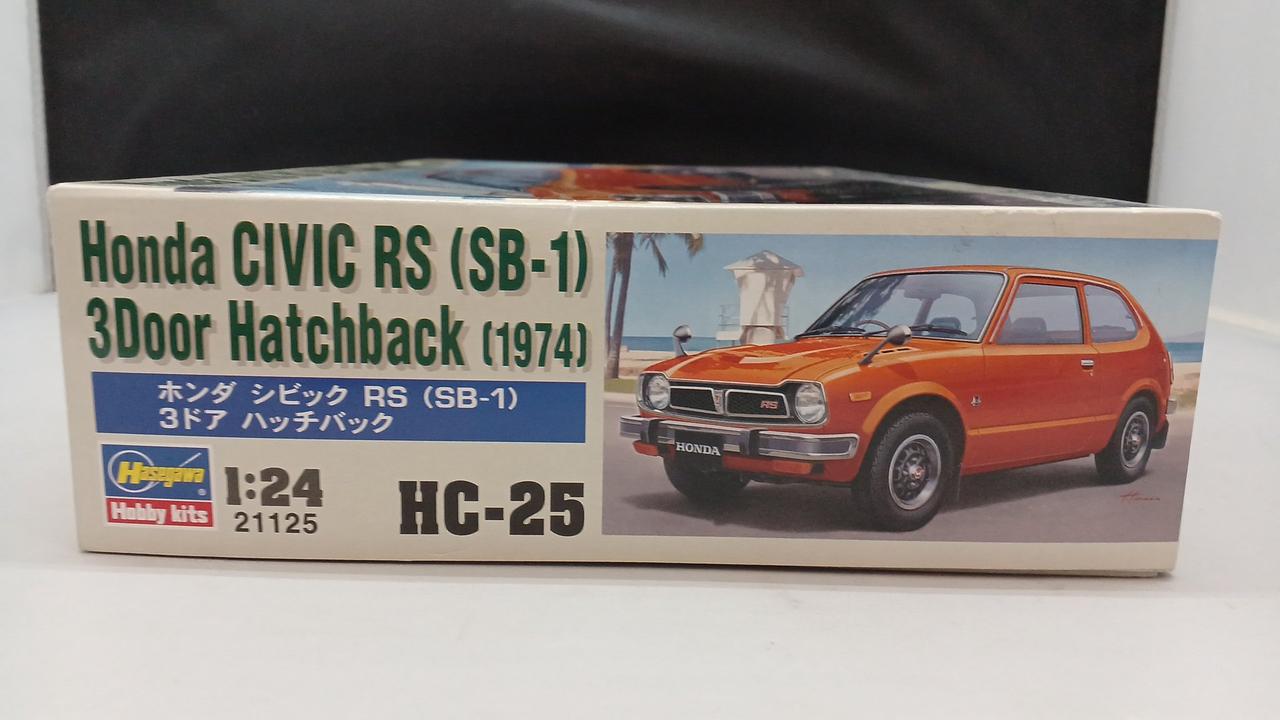 Honda CIVIC RS (SB-1)
3Door Hatchback (1974)
ホンダ シビック RS (SB-1)
3ドア ハッチバック
Hasegawa
Hobby kits
1:24
21125
HC-25
RS
HONDA